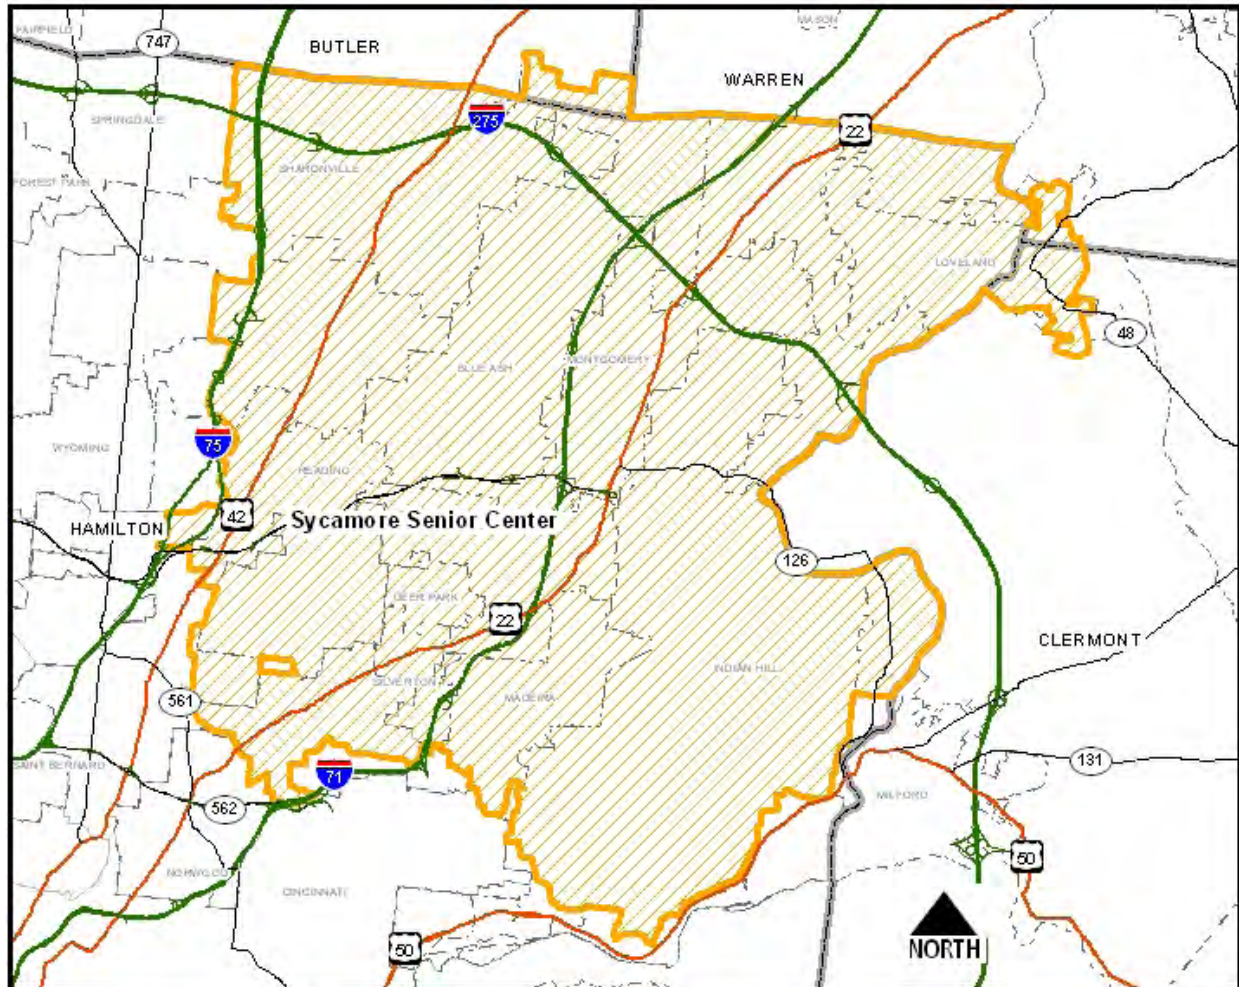 MASON
FAIRFIELD
747
BUTLER
WARREN
275
22
SPRINGDALE
SHARONVILLE
FOREST PARK
LOVELAND
48
MONTGOMERY
BLUE ASH
75
WYOMING
READING
42
HAMILTON
Sycamore Senior Center
126
DEER PARK
22
CLERMONT
INDIAN HILL
SILVERTON
MADEIRA
561
SAINT BERNARD
71
131
562
MILFORD
50
NORWOOD
CINCINNATI
50
NORTH